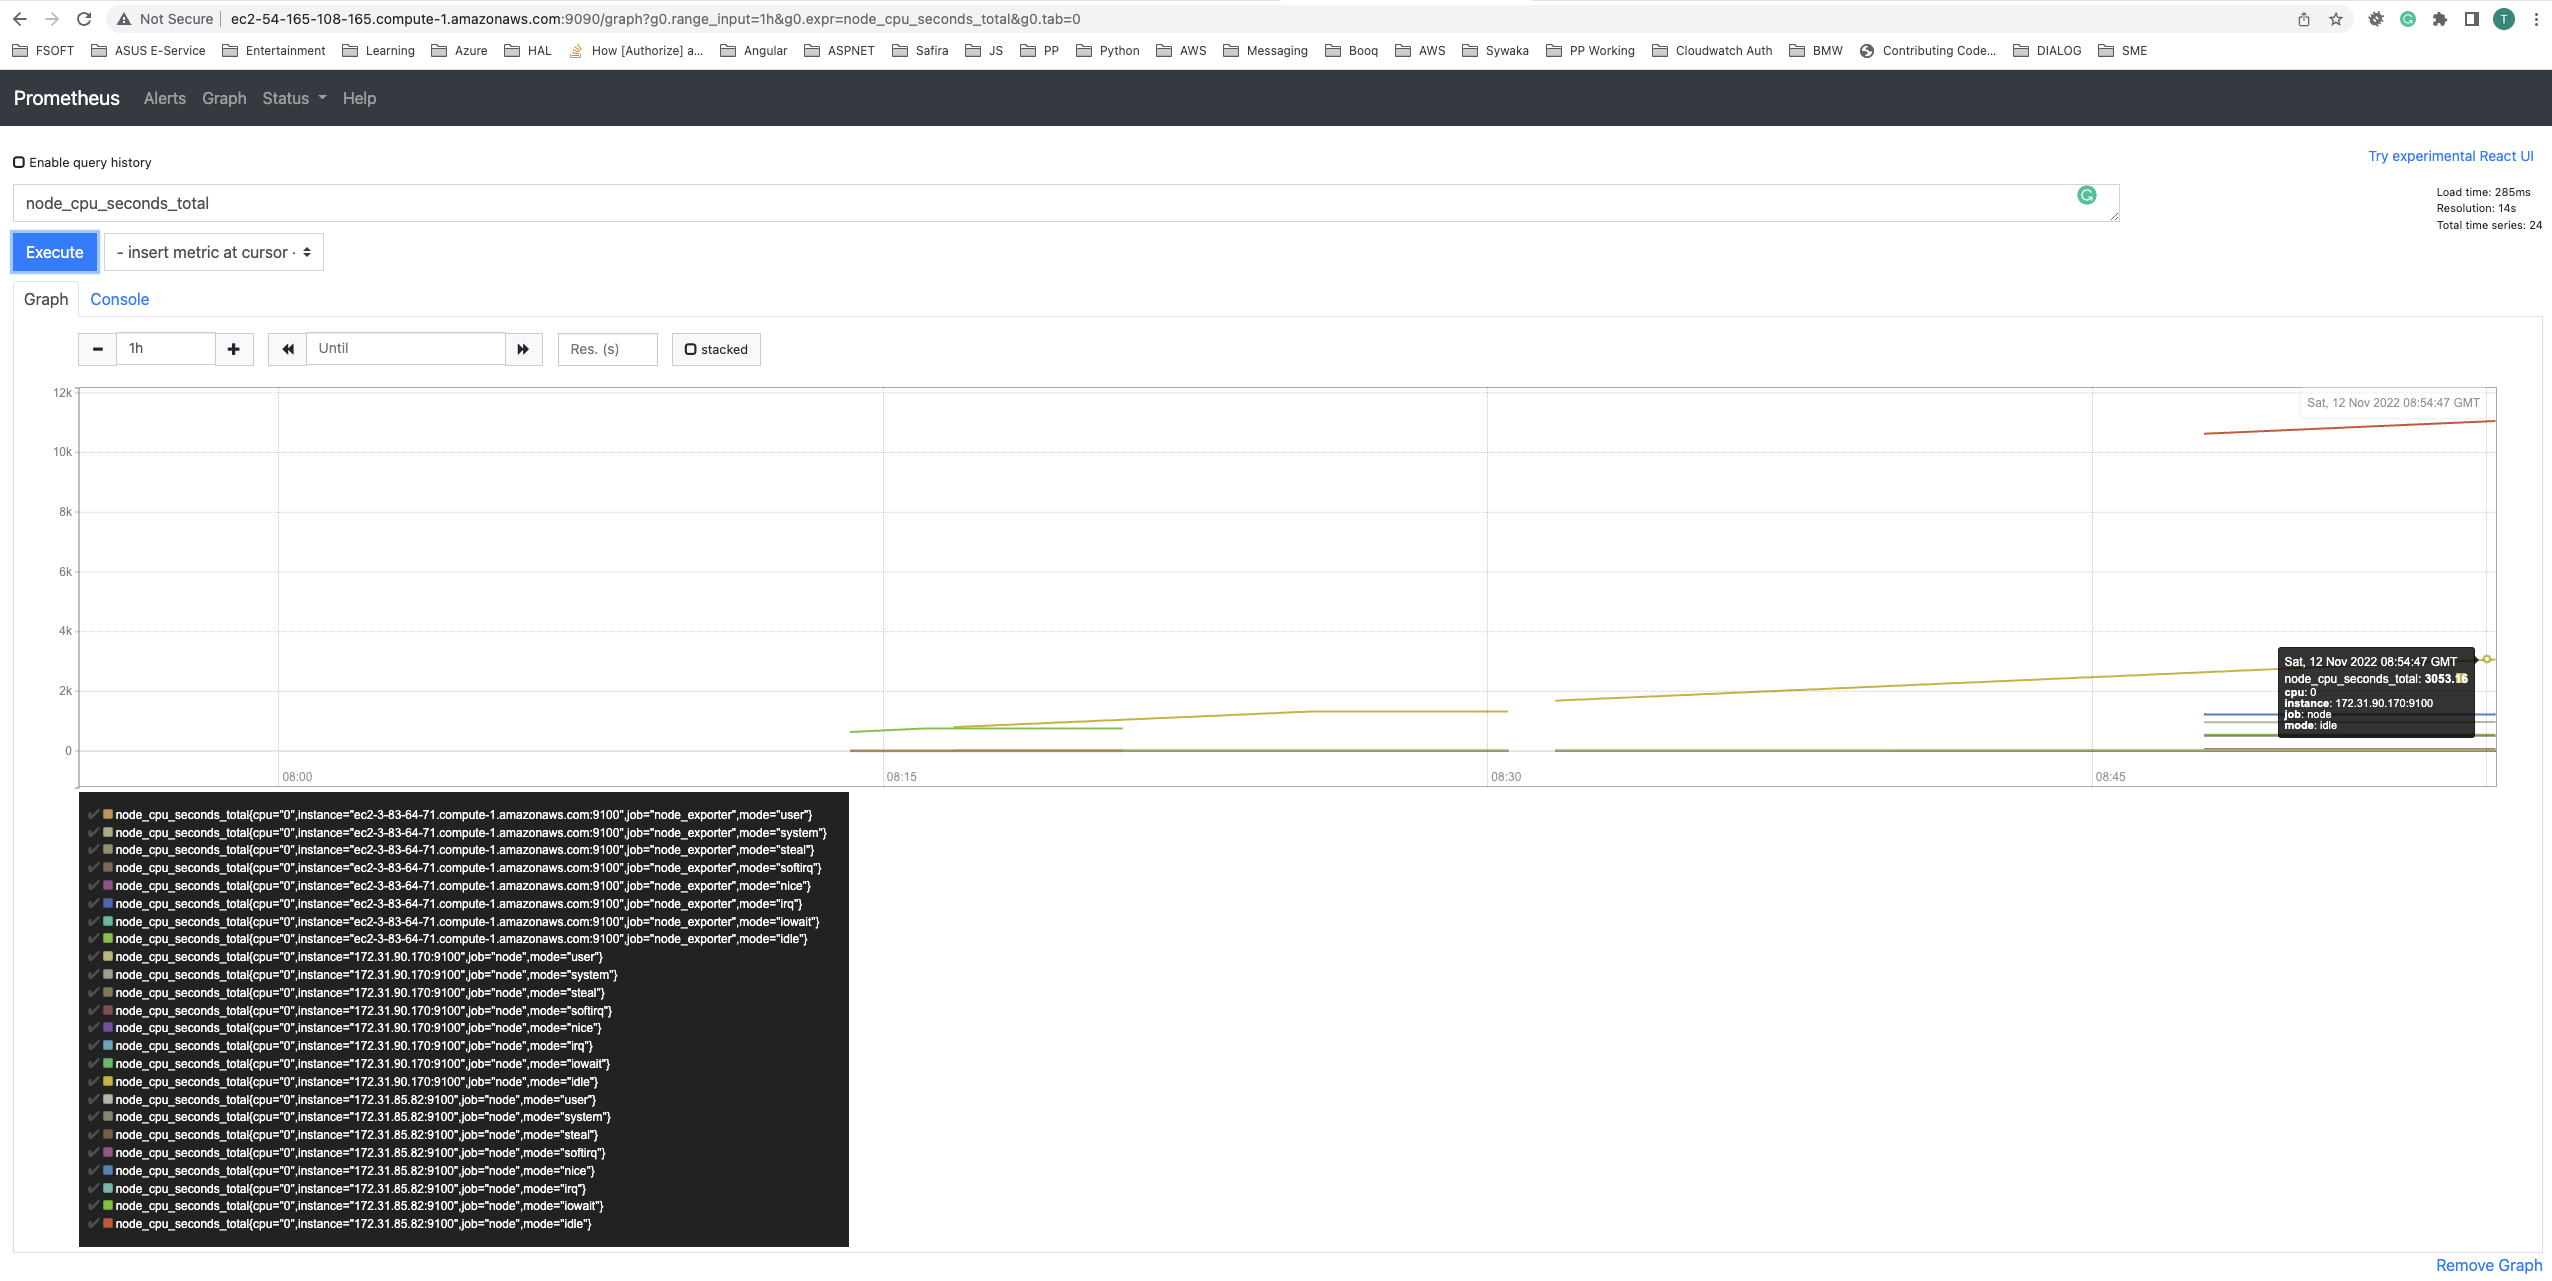 Not Secure | ec2-54-165-108-165.compute-1.amazonaws.com:9090/graph?g0.range_input=1h&g0.expr=node_cpu_seconds_total&g0.tab=0
T
FSOFT ASUS E-Service Entertainment Learning Azure HAL How [Authorize] a... Angular ASPNET Safira JS PP Python AWS Messaging Booq AWS Sywaka PP Working Cloudwatch Auth BMW Contributing Code... DIALOG SME
Prometheus Alerts Graph Status Help
Enable query history
Try experimental React UI
node_cpu_seconds_total
Load time: 285ms
Resolution: 14s
Total time series: 24
Execute - insert metric at cursor -
Graph Console
1h Until Res. (s) stacked
12k
Sat, 12 Nov 2022 08:54:47 GMT
10k
8k
6k
4k
2k
0
Sat, 12 Nov 2022 08:54:47 GMT
node_cpu_seconds_total: 3053.16
cpu: 0
instance: 172.31.90.170:9100
job: node
mode: idle
08:00 08:15 08:30 08:45
node_cpu_seconds_total{cpu="0",instance="ec2-3-83-64-71.compute-1.amazonaws.com:9100",job="node_exporter",mode="user"}
node_cpu_seconds_total{cpu="0",instance="ec2-3-83-64-71.compute-1.amazonaws.com:9100",job="node_exporter",mode="system"}
node_cpu_seconds_total{cpu="0",instance="ec2-3-83-64-71.compute-1.amazonaws.com:9100",job="node_exporter",mode="steal"}
node_cpu_seconds_total{cpu="0",instance="ec2-3-83-64-71.compute-1.amazonaws.com:9100",job="node_exporter",mode="softirq"}
node_cpu_seconds_total{cpu="0",instance="ec2-3-83-64-71.compute-1.amazonaws.com:9100",job="node_exporter",mode="nice"}
node_cpu_seconds_total{cpu="0",instance="ec2-3-83-64-71.compute-1.amazonaws.com:9100",job="node_exporter",mode="irq"}
node_cpu_seconds_total{cpu="0",instance="ec2-3-83-64-71.compute-1.amazonaws.com:9100",job="node_exporter",mode="iowait"}
node_cpu_seconds_total{cpu="0",instance="ec2-3-83-64-71.compute-1.amazonaws.com:9100",job="node_exporter",mode="idle"}
node_cpu_seconds_total{cpu="0",instance="172.31.90.170:9100",job="node",mode="user"}
node_cpu_seconds_total{cpu="0",instance="172.31.90.170:9100",job="node",mode="system"}
node_cpu_seconds_total{cpu="0",instance="172.31.90.170:9100",job="node",mode="steal"}
node_cpu_seconds_total{cpu="0",instance="172.31.90.170:9100",job="node",mode="softirq"}
node_cpu_seconds_total{cpu="0",instance="172.31.90.170:9100",job="node",mode="nice"}
node_cpu_seconds_total{cpu="0",instance="172.31.90.170:9100",job="node",mode="irq"}
node_cpu_seconds_total{cpu="0",instance="172.31.90.170:9100",job="node",mode="iowait"}
node_cpu_seconds_total{cpu="0",instance="172.31.90.170:9100",job="node",mode="idle"}
node_cpu_seconds_total{cpu="0",instance="172.31.85.82:9100",job="node",mode="user"}
node_cpu_seconds_total{cpu="0",instance="172.31.85.82:9100",job="node",mode="system"}
node_cpu_seconds_total{cpu="0",instance="172.31.85.82:9100",job="node",mode="steal"}
node_cpu_seconds_total{cpu="0",instance="172.31.85.82:9100",job="node",mode="softirq"}
node_cpu_seconds_total{cpu="0",instance="172.31.85.82:9100",job="node",mode="nice"}
node_cpu_seconds_total{cpu="0",instance="172.31.85.82:9100",job="node",mode="irq"}
node_cpu_seconds_total{cpu="0",instance="172.31.85.82:9100",job="node",mode="iowait"}
node_cpu_seconds_total{cpu="0",instance="172.31.85.82:9100",job="node",mode="idle"}
Remove Graph